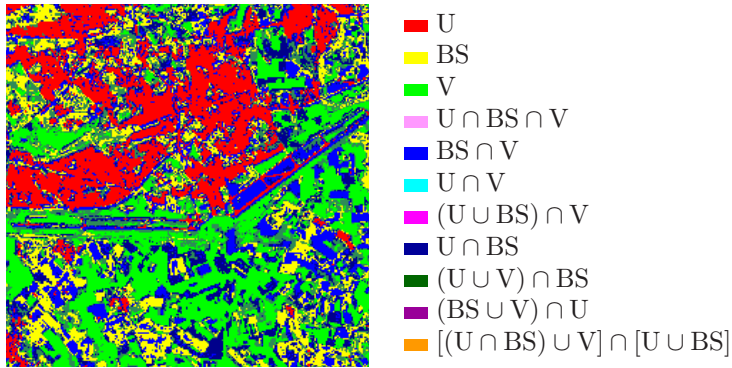 U
BS
V
U ∩ BS ∩ V
BS ∩ V
U ∩ V
(U ∪ BS) ∩ V
U ∩ BS
(U ∪ V) ∩ BS
(BS ∪ V) ∩ U
[(U ∩ BS) ∪ V] ∩ [U ∪ BS]